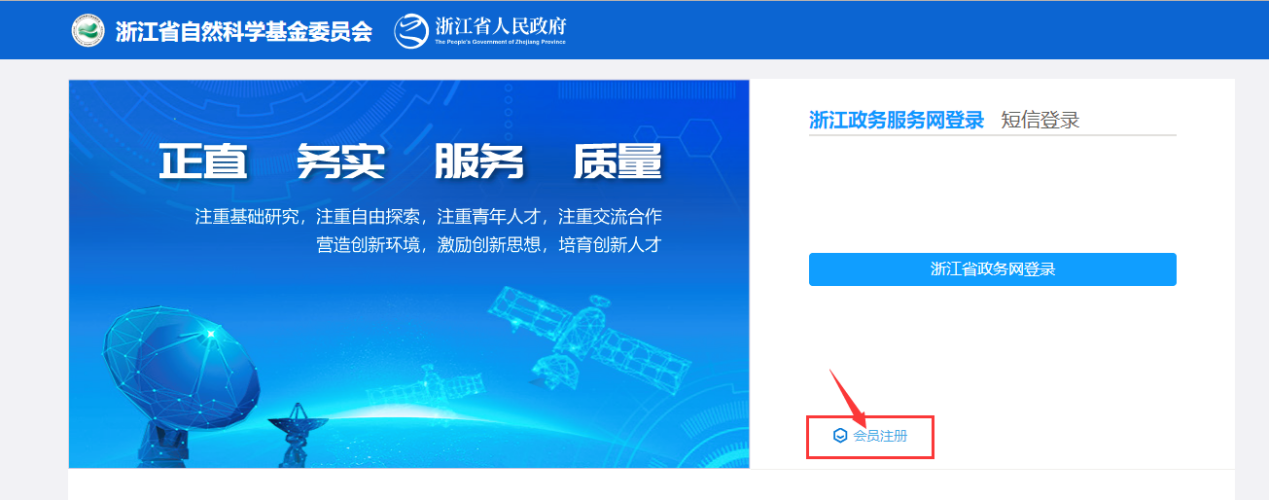 浙江省自然科学基金委员会
浙江省人民政府
The People's Government of Zhejiang Province
正直 务实 服务 质量
注重基础研究，注重自由探索，注重青年人才，注重交流合作
营造创新环境，激励创新思想，培育创新人才
浙江政务服务网登录 短信登录
浙江省政务网登录
会员注册